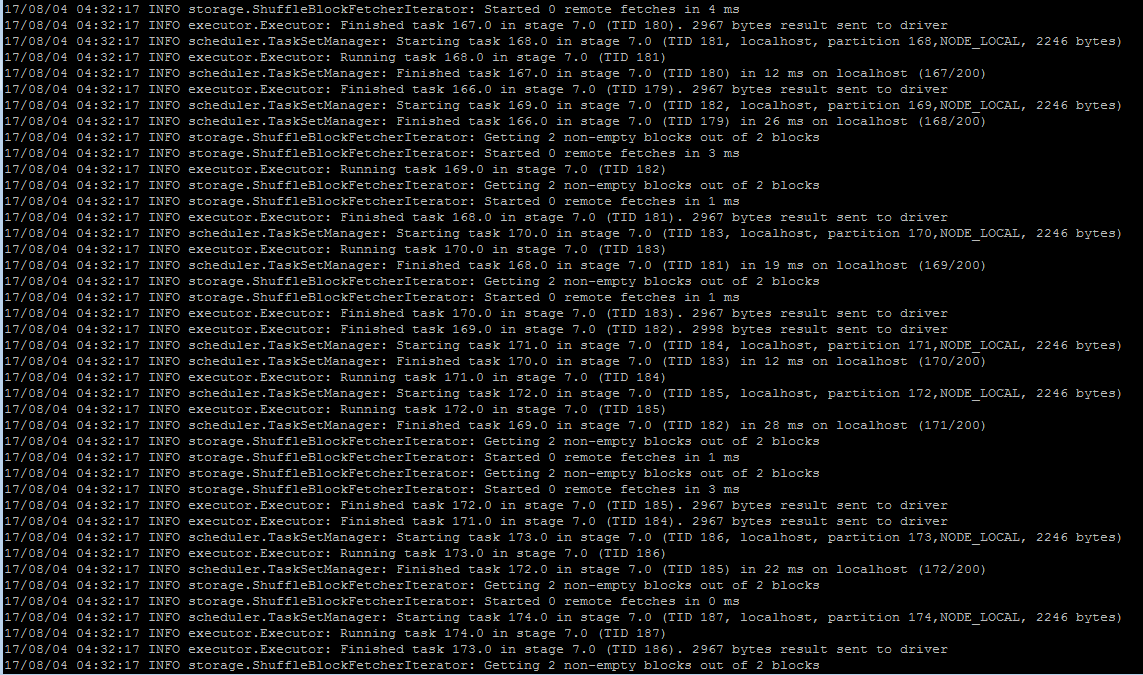 17/08/04 04:32:17 INFO storage.ShuffleBlockFetcherIterator: Started 0 remote fetches in 4 ms
17/08/04 04:32:17 INFO executor.Executor: Finished task 167.0 in stage 7.0 (TID 180). 2967 bytes result sent to driver
17/08/04 04:32:17 INFO scheduler.TaskSetManager: Starting task 168.0 in stage 7.0 (TID 181, localhost, partition 168,NODE_LOCAL, 2246 bytes)
17/08/04 04:32:17 INFO executor.Executor: Running task 168.0 in stage 7.0 (TID 181)
17/08/04 04:32:17 INFO scheduler.TaskSetManager: Finished task 167.0 in stage 7.0 (TID 180) in 12 ms on localhost (167/200)
17/08/04 04:32:17 INFO executor.Executor: Finished task 166.0 in stage 7.0 (TID 179). 2967 bytes result sent to driver
17/08/04 04:32:17 INFO scheduler.TaskSetManager: Starting task 169.0 in stage 7.0 (TID 182, localhost, partition 169,NODE_LOCAL, 2246 bytes)
17/08/04 04:32:17 INFO scheduler.TaskSetManager: Finished task 166.0 in stage 7.0 (TID 179) in 26 ms on localhost (168/200)
17/08/04 04:32:17 INFO storage.ShuffleBlockFetcherIterator: Getting 2 non-empty blocks out of 2 blocks
17/08/04 04:32:17 INFO storage.ShuffleBlockFetcherIterator: Started 0 remote fetches in 3 ms
17/08/04 04:32:17 INFO executor.Executor: Running task 169.0 in stage 7.0 (TID 182)
17/08/04 04:32:17 INFO storage.ShuffleBlockFetcherIterator: Getting 2 non-empty blocks out of 2 blocks
17/08/04 04:32:17 INFO storage.ShuffleBlockFetcherIterator: Started 0 remote fetches in 1 ms
17/08/04 04:32:17 INFO executor.Executor: Finished task 168.0 in stage 7.0 (TID 181). 2967 bytes result sent to driver
17/08/04 04:32:17 INFO scheduler.TaskSetManager: Starting task 170.0 in stage 7.0 (TID 183, localhost, partition 170,NODE_LOCAL, 2246 bytes)
17/08/04 04:32:17 INFO executor.Executor: Running task 170.0 in stage 7.0 (TID 183)
17/08/04 04:32:17 INFO scheduler.TaskSetManager: Finished task 168.0 in stage 7.0 (TID 181) in 19 ms on localhost (169/200)
17/08/04 04:32:17 INFO storage.ShuffleBlockFetcherIterator: Getting 2 non-empty blocks out of 2 blocks
17/08/04 04:32:17 INFO storage.ShuffleBlockFetcherIterator: Started 0 remote fetches in 1 ms
17/08/04 04:32:17 INFO executor.Executor: Finished task 170.0 in stage 7.0 (TID 183). 2967 bytes result sent to driver
17/08/04 04:32:17 INFO executor.Executor: Finished task 169.0 in stage 7.0 (TID 182). 2998 bytes result sent to driver
17/08/04 04:32:17 INFO scheduler.TaskSetManager: Starting task 171.0 in stage 7.0 (TID 184, localhost, partition 171,NODE_LOCAL, 2246 bytes)
17/08/04 04:32:17 INFO scheduler.TaskSetManager: Finished task 170.0 in stage 7.0 (TID 183) in 12 ms on localhost (170/200)
17/08/04 04:32:17 INFO executor.Executor: Running task 171.0 in stage 7.0 (TID 184)
17/08/04 04:32:17 INFO scheduler.TaskSetManager: Starting task 172.0 in stage 7.0 (TID 185, localhost, partition 172,NODE_LOCAL, 2246 bytes)
17/08/04 04:32:17 INFO executor.Executor: Running task 172.0 in stage 7.0 (TID 185)
17/08/04 04:32:17 INFO scheduler.TaskSetManager: Finished task 169.0 in stage 7.0 (TID 182) in 28 ms on localhost (171/200)
17/08/04 04:32:17 INFO storage.ShuffleBlockFetcherIterator: Getting 2 non-empty blocks out of 2 blocks
17/08/04 04:32:17 INFO storage.ShuffleBlockFetcherIterator: Started 0 remote fetches in 1 ms
17/08/04 04:32:17 INFO storage.ShuffleBlockFetcherIterator: Getting 2 non-empty blocks out of 2 blocks
17/08/04 04:32:17 INFO storage.ShuffleBlockFetcherIterator: Started 0 remote fetches in 3 ms
17/08/04 04:32:17 INFO executor.Executor: Finished task 172.0 in stage 7.0 (TID 185). 2967 bytes result sent to driver
17/08/04 04:32:17 INFO executor.Executor: Finished task 171.0 in stage 7.0 (TID 184). 2967 bytes result sent to driver
17/08/04 04:32:17 INFO scheduler.TaskSetManager: Starting task 173.0 in stage 7.0 (TID 186, localhost, partition 173,NODE_LOCAL, 2246 bytes)
17/08/04 04:32:17 INFO executor.Executor: Running task 173.0 in stage 7.0 (TID 186)
17/08/04 04:32:17 INFO scheduler.TaskSetManager: Finished task 172.0 in stage 7.0 (TID 185) in 22 ms on localhost (172/200)
17/08/04 04:32:17 INFO storage.ShuffleBlockFetcherIterator: Getting 2 non-empty blocks out of 2 blocks
17/08/04 04:32:17 INFO storage.ShuffleBlockFetcherIterator: Started 0 remote fetches in 0 ms
17/08/04 04:32:17 INFO scheduler.TaskSetManager: Starting task 174.0 in stage 7.0 (TID 187, localhost, partition 174,NODE_LOCAL, 2246 bytes)
17/08/04 04:32:17 INFO executor.Executor: Running task 174.0 in stage 7.0 (TID 187)
17/08/04 04:32:17 INFO executor.Executor: Finished task 173.0 in stage 7.0 (TID 186). 2967 bytes result sent to driver
17/08/04 04:32:17 INFO storage.ShuffleBlockFetcherIterator: Getting 2 non-empty blocks out of 2 blocks